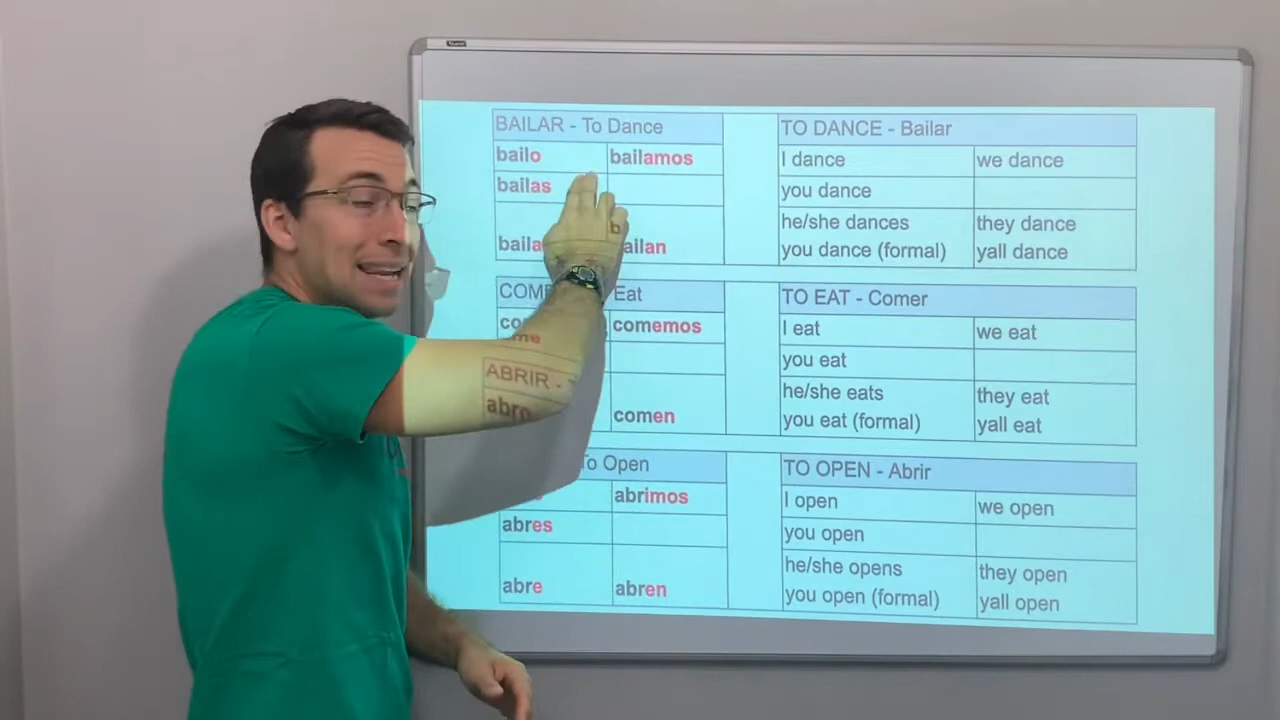 BAILAR - To Dance
bailo bailamos
bailas
bailan
Eat
comemos
comen
ABRIR -
abro
To Open
abrimos
abres
abre abren
TO DANCE - Bailar
I dance we dance
you dance
he/she dances they dance
you dance (formal) yall dance
TO EAT - Comer
I eat we eat
you eat
he/she eats they eat
you eat (formal) yall eat
TO OPEN - Abrir
I open we open
you open
he/she opens they open
you open (formal) yall open